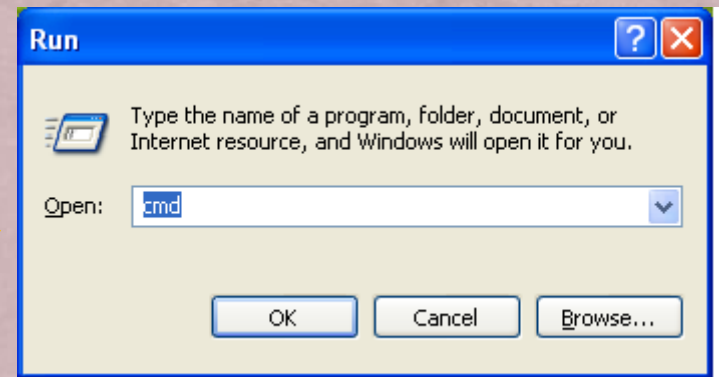 Run
Type the name of a program, folder, document, or
Internet resource, and Windows will open it for you.
Open: cmd
OK Cancel Browse...